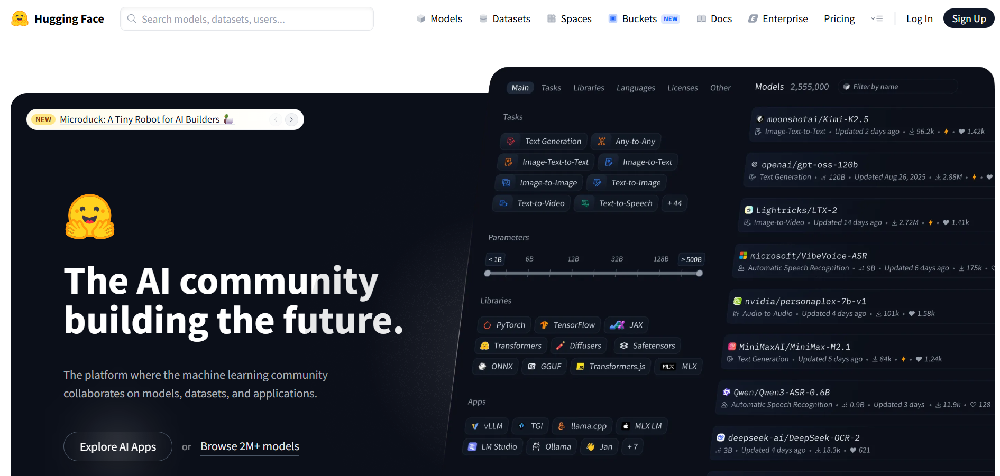 Hugging Face
Search models, datasets, users...
Models
Datasets
Spaces
Buckets NEW
Docs
Enterprise
Pricing
Log In
Sign Up
NEW Microduck: A Tiny Robot for AI Builders
The AI community
building the future.
The platform where the machine learning community
collaborates on models, datasets, and applications.
Explore AI Apps or Browse 2M+ models
Main Tasks Libraries Languages Licenses Other
Tasks
Text Generation Any-to-Any
Image-Text-to-Text Image-to-Text
Image-to-Image Text-to-Image
Text-to-Video Text-to-Speech +44
Parameters
< 1B 6B 12B 32B 128B > 500B
Libraries
PyTorch TensorFlow JAX
Transformers Diffusers Safetensors
ONNX GGUF Transformers.js MLX MLX
Apps
vLLM TGI llama.cpp MLX LM
LM Studio Ollama Jan +7
Models 2,555,000 Filter by name
moonshotai/Kimi-K2.5
Image-Text-to-Text • Updated 2 days ago • 96.2k • • 1.42k
openai/gpt-oss-120b
Text Generation • 120B • Updated Aug 26, 2025 • 2.88M • •
Lightricks/LTX-2
Image-to-Video • Updated 14 days ago • 2.72M • • 1.41k
microsoft/VibeVoice-ASR
Automatic Speech Recognition • 9B • Updated 6 days ago • 175k •
nvidia/personaplex-7b-v1
Audio-to-Audio • Updated 4 days ago • 101k • 1.58k
MiniMaxAI/MiniMax-M2.1
Text Generation • Updated 5 days ago • 84k • • 1.24k
Qwen/Qwen3-ASR-0.6B
Automatic Speech Recognition • 0.9B • Updated 3 days • 11.9k • 128
deepseek-ai/DeepSeek-OCR-2
3B • Updated 4 days ago • 18.3k • 621